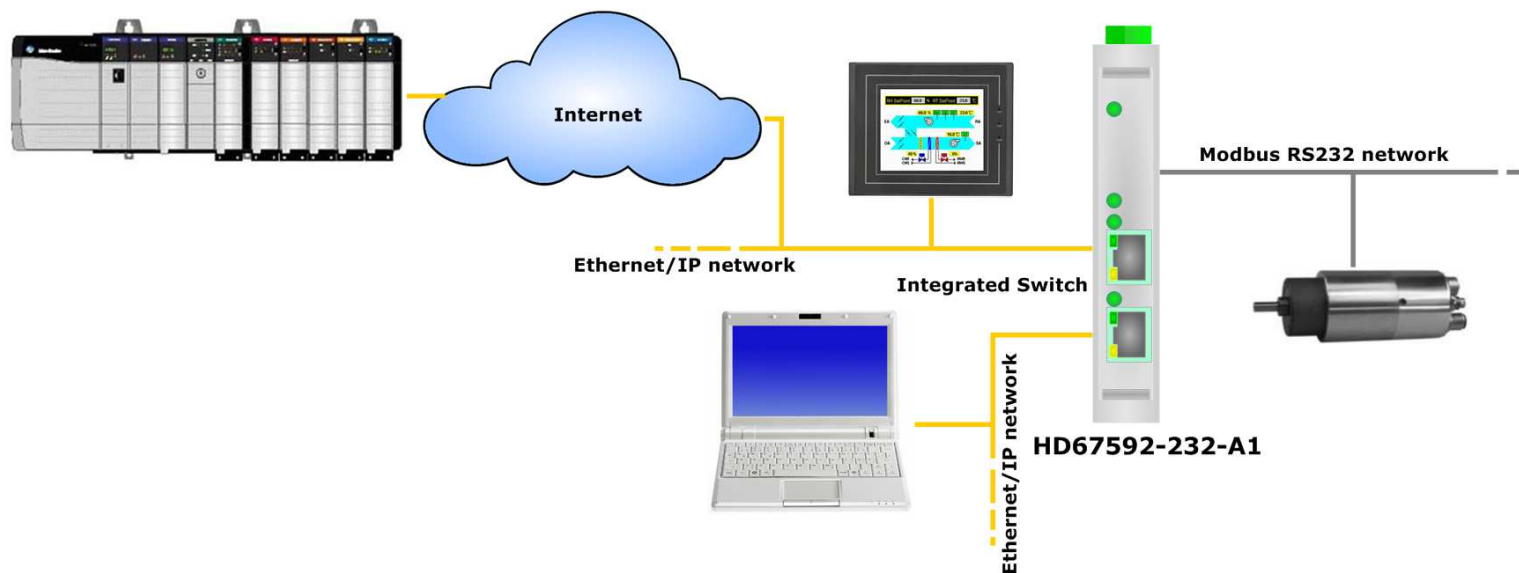 Internet
Modbus RS232 network
Ethernet/IP network
Integrated Switch
Ethernet/IP network
HD67592-232-A1